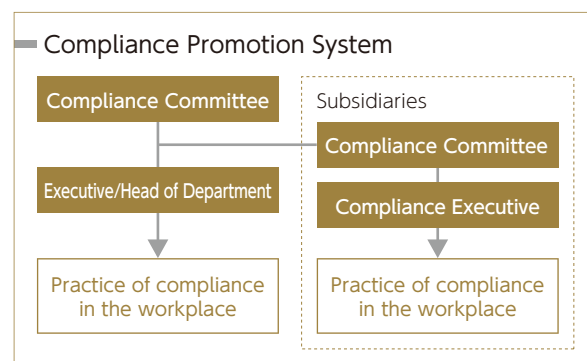 Compliance Promotion System
Compliance Committee
Executive/Head of Department
Practice of compliance
in the workplace
Subsidiaries
Compliance Committee
Compliance Executive
Practice of compliance
in the workplace